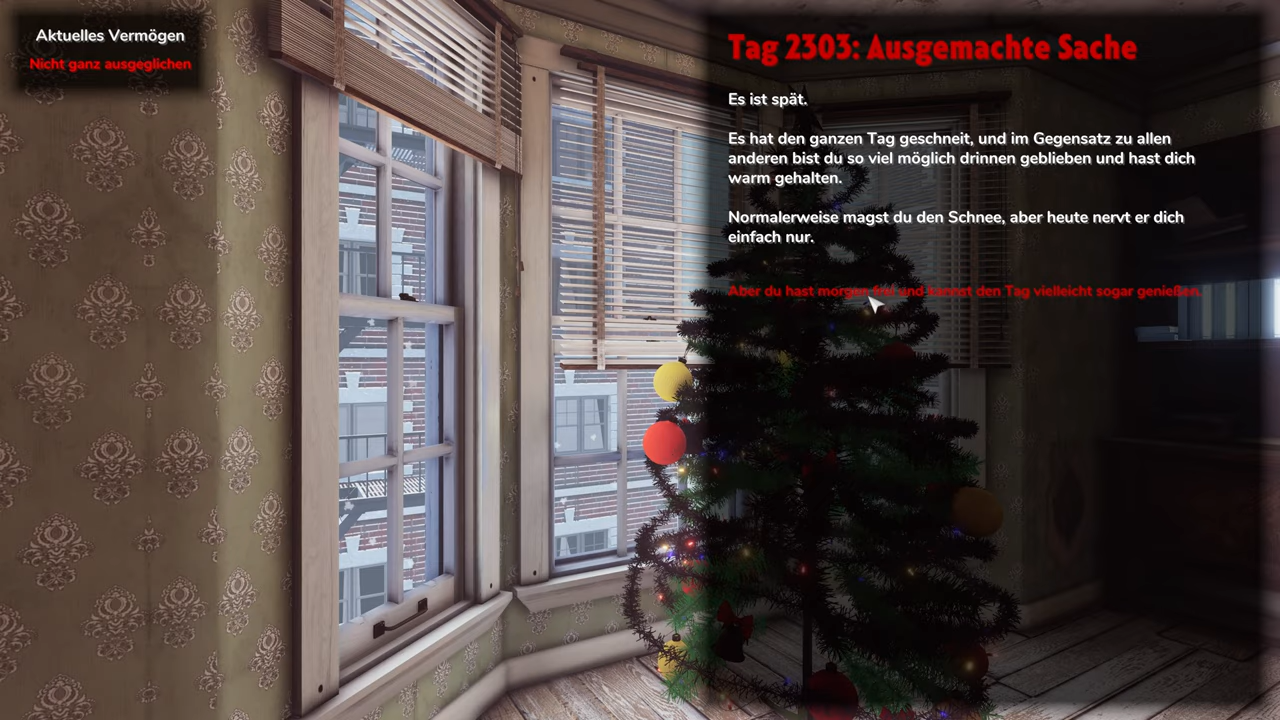 Aktuelles Vermögen
Nicht ganz ausgeglichen
Tag 2303: Ausgemachte Sache
Es ist spät.
Es hat den ganzen Tag geschneit, und im Gegensatz zu allen
anderen bist du so viel möglich drinnen geblieben und hast dich
warm gehalten.
Normalerweise magst du den Schnee, aber heute nervt er dich
einfach nur.
Aber du hast morgen frei und kannst den Tag vielleicht sogar genießen.